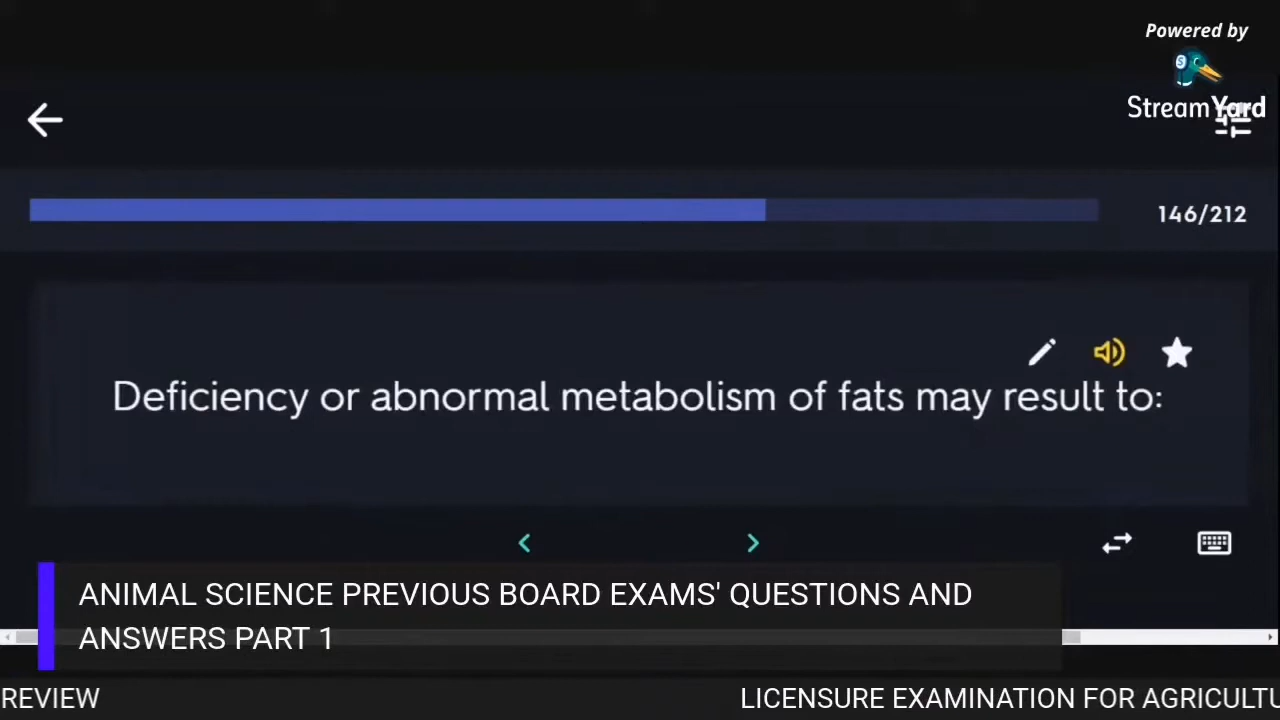 Powered by
StreamYard
146/212
Deficiency or abnormal metabolism of fats may result to:
ANIMAL SCIENCE PREVIOUS BOARD EXAMS' QUESTIONS AND
ANSWERS PART 1
REVIEW LICENSURE EXAMINATION FOR AGRICULTU